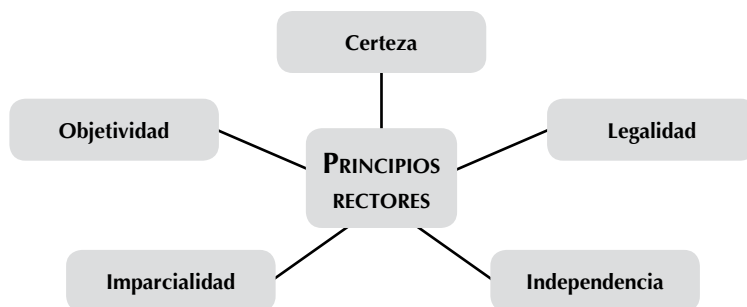 Certeza
Objetividad
Legalidad
PRINCIPIOS
RECTORES
Imparcialidad
Independencia